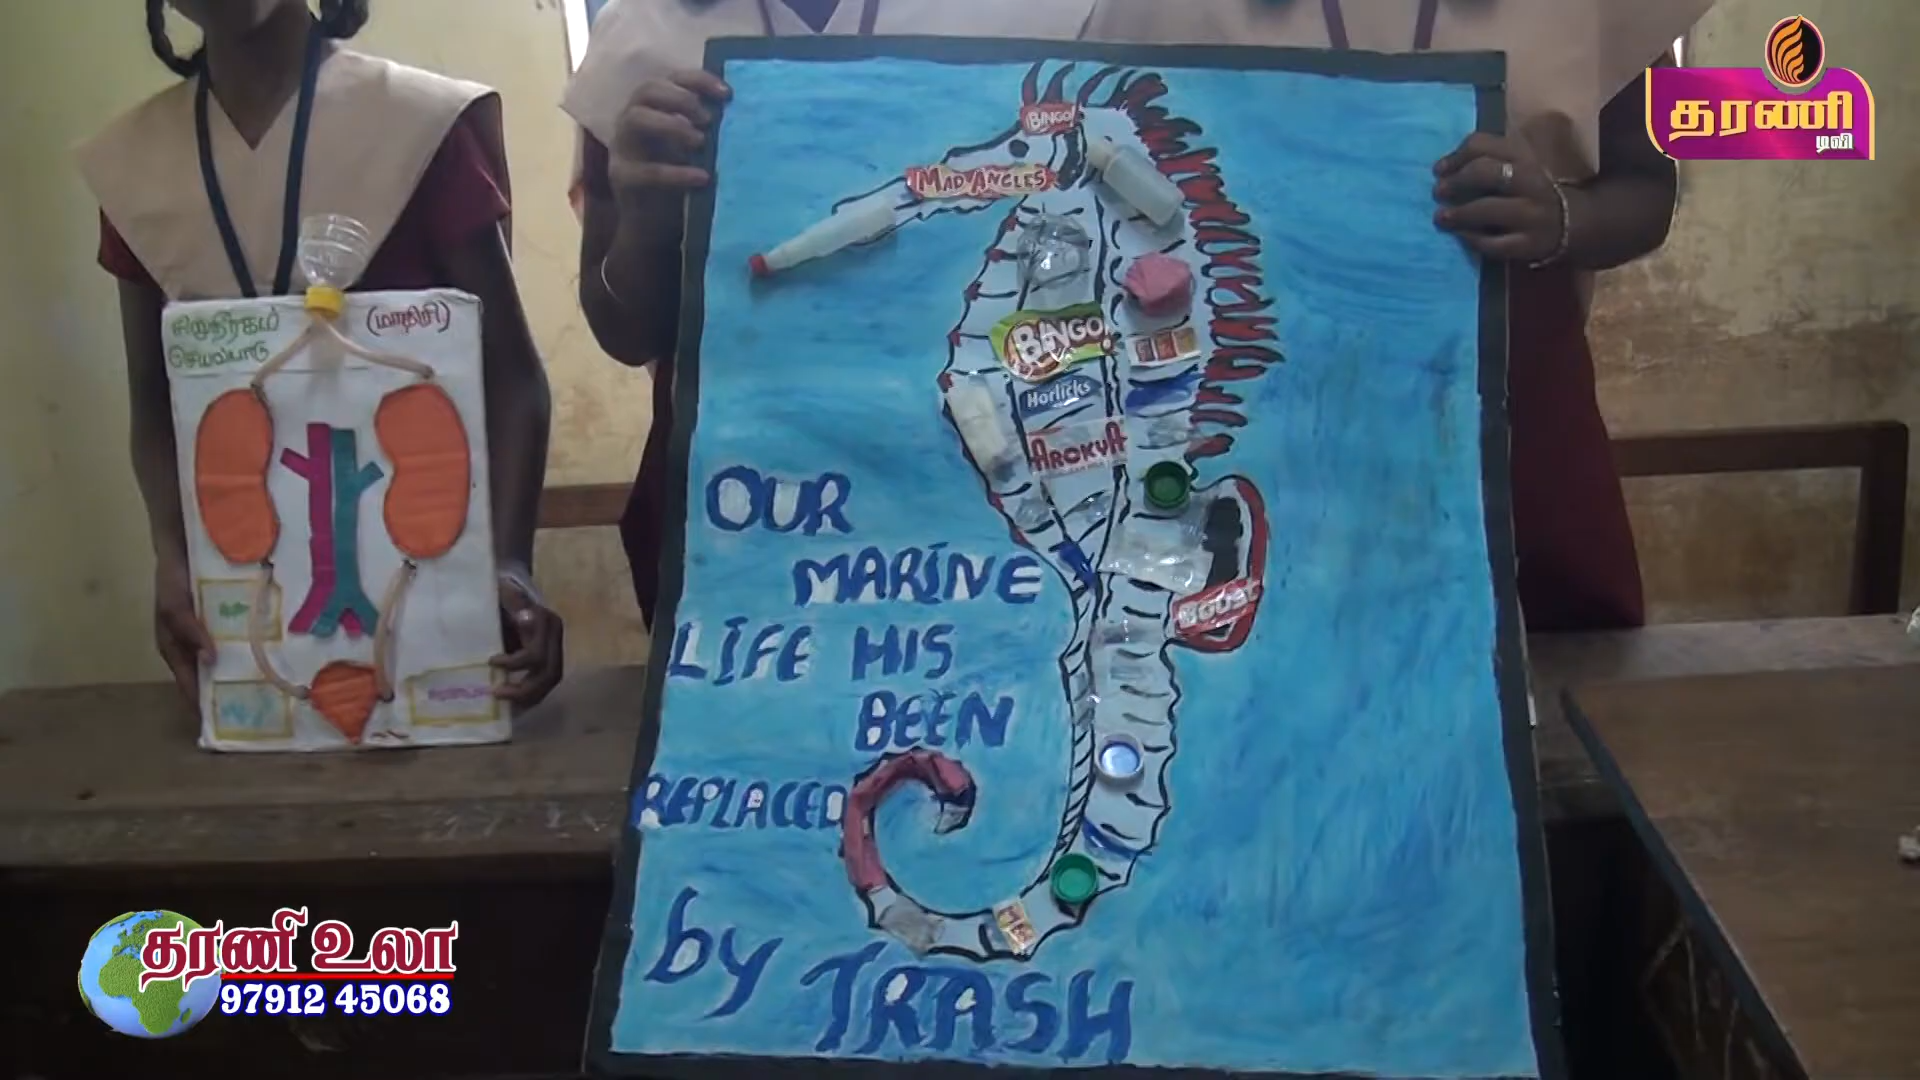 தரணி
டிவி
சிறுநீரகம்
செயல்பாடு
(மாதிரி)
BINGO!
MAD ANGLES
BINGO!
Horlicks
AROKYA
BOOST
OUR
MARINE
LIFE HIS
BEEN
REPLACED
by TRASH
தரணி உலா
97912 45068